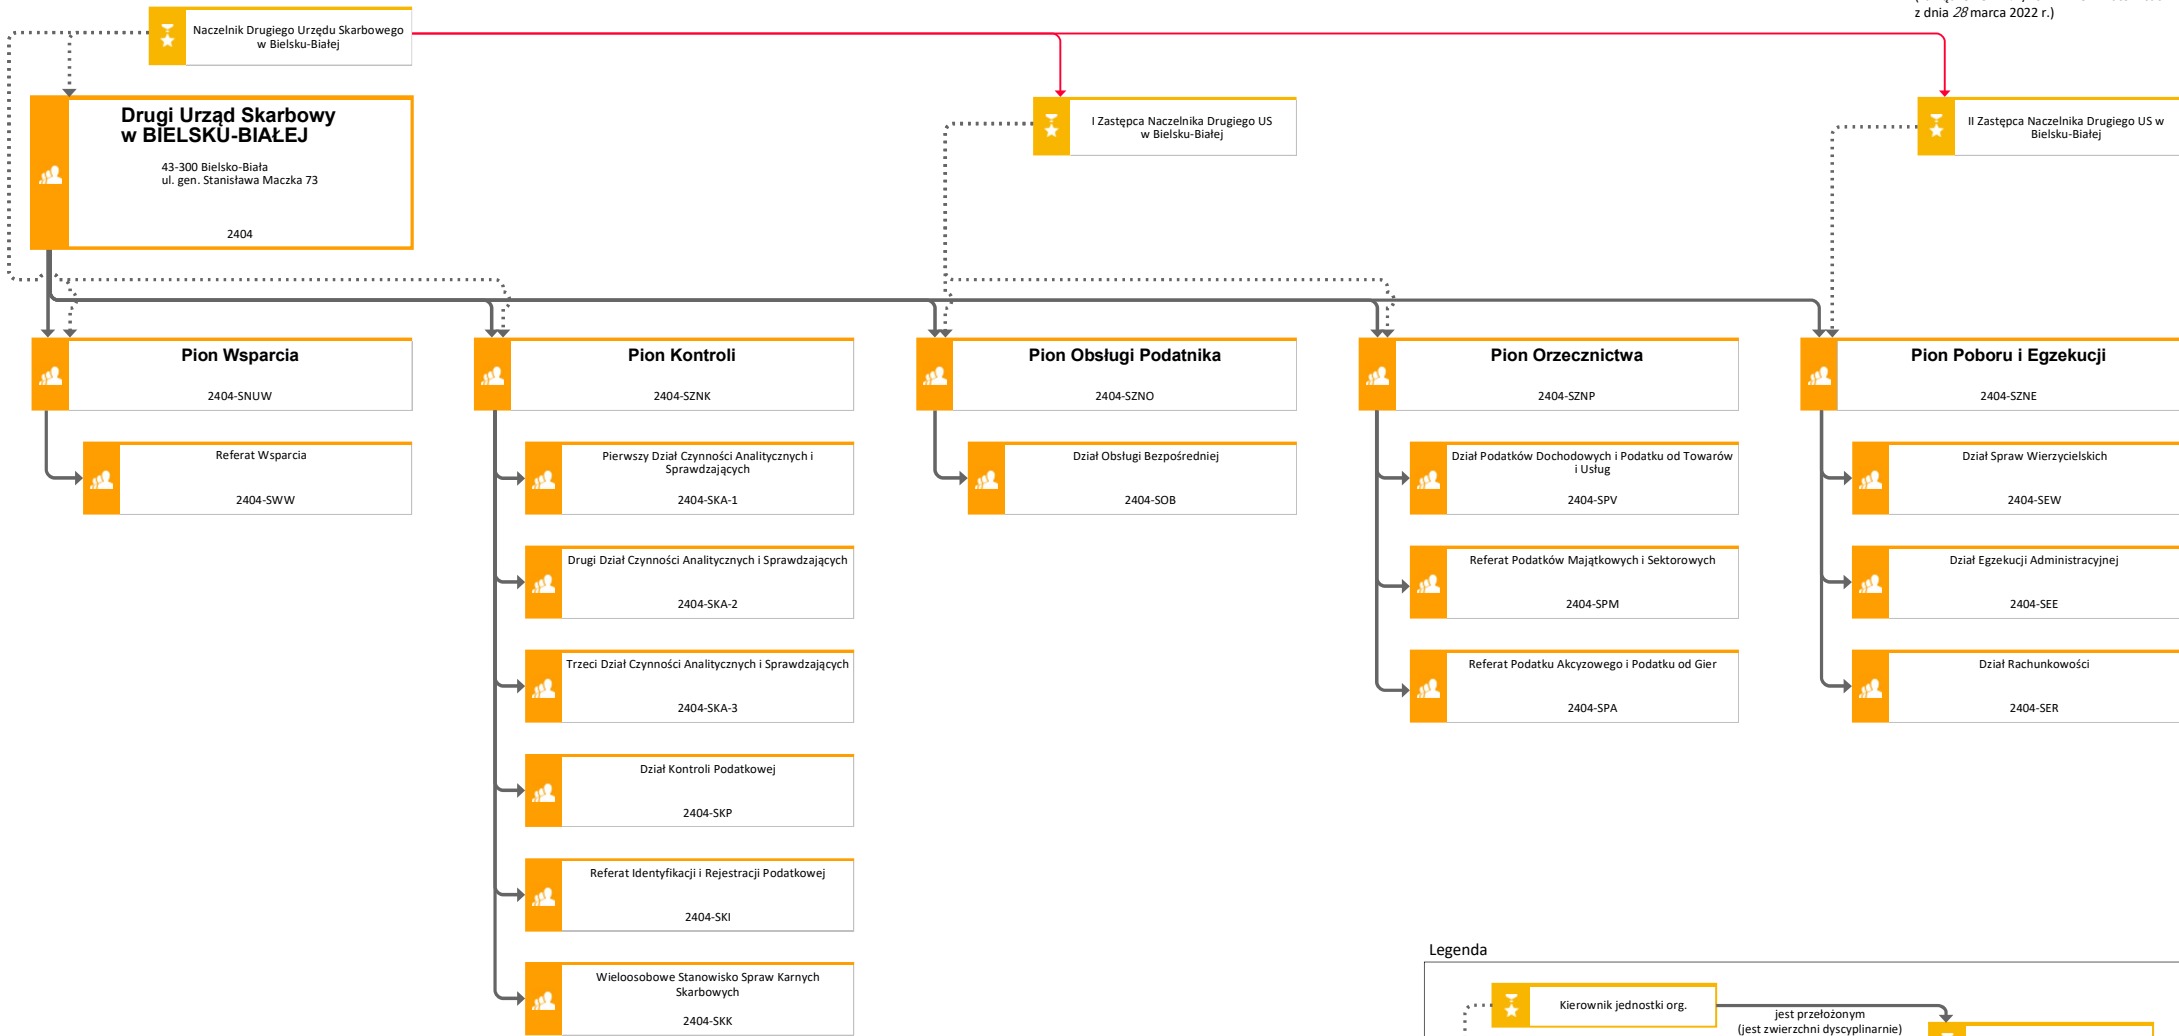 z dnia 28 marca 2022 r.)
Naczelnik Drugiego Urzędu Skarbowego
w Bielsku-Białej
Drugi Urząd Skarbowy
w BIELSKU-BIAŁEJ
43-300 Bielsko-Biała
ul. gen. Stanisława Maczka 73
2404
I Zastępca Naczelnika Drugiego US
w Bielsku-Białej
II Zastępca Naczelnika Drugiego US w
Bielsku-Białej
Pion Wsparcia
2404-SNUW
Referat Wsparcia
2404-SWW
Pion Kontroli
2404-SZNK
Pierwszy Dział Czynności Analitycznych i
Sprawdzających
2404-SKA-1
Drugi Dział Czynności Analitycznych i Sprawdzających
2404-SKA-2
Trzeci Dział Czynności Analitycznych i Sprawdzających
2404-SKA-3
Dział Kontroli Podatkowej
2404-SKP
Referat Identyfikacji i Rejestracji Podatkowej
2404-SKI
Wieloosobowe Stanowisko Spraw Karnych
Skarbowych
2404-SKK
Pion Obsługi Podatnika
2404-SZNO
Dział Obsługi Bezpośredniej
2404-SOB
Pion Orzecznictwa
2404-SZNP
Dział Podatków Dochodowych i Podatku od Towarów
i Usług
2404-SPV
Referat Podatków Majątkowych i Sektorowych
2404-SPM
Referat Podatku Akcyzowego i Podatku od Gier
2404-SPA
Pion Poboru i Egzekucji
2404-SZNE
Dział Spraw Wierzycielskich
2404-SEW
Dział Egzekucji Administracyjnej
2404-SEE
Dział Rachunkowości
2404-SER
Legenda
Kierownik jednostki org.
jest przełożonym
(jest zwierzchni dyscyplinarnie)